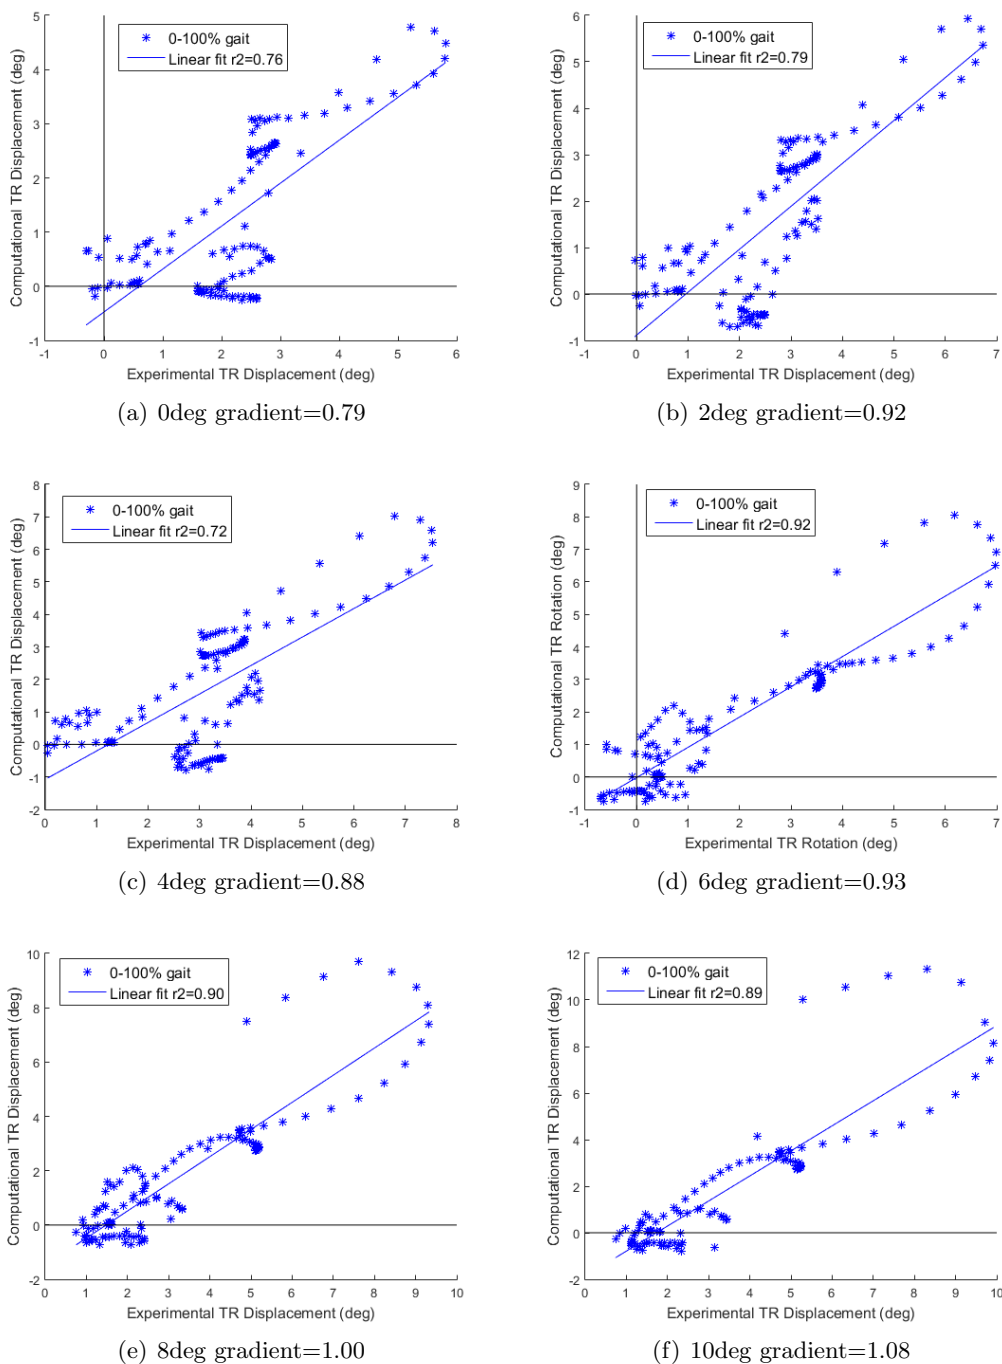 5
4
3
2
1
0
-1
-1 0 1 2 3 4 5 6
Computational TR Displacement (deg)
0-100% gait
Linear fit r2=0.76
Experimental TR Displacement (deg)
(a) 0deg gradient=0.79
6
5
4
3
2
1
0
-1
-1 0 1 2 3 4 5 6 7
Computational TR Displacement (deg)
0-100% gait
Linear fit r2=0.79
Experimental TR Displacement (deg)
(b) 2deg gradient=0.92
8
7
6
5
4
3
2
1
0
-1
-2
0 1 2 3 4 5 6 7 8
Computational TR Displacement (deg)
0-100% gait
Linear fit r2=0.72
Experimental TR Displacement (deg)
(c) 4deg gradient=0.88
9
8
7
6
5
4
3
2
1
0
-1
-1 0 1 2 3 4 5 6 7
Computational TR Rotation (deg)
0-100% gait
Linear fit r2=0.92
Experimental TR Rotation (deg)
(d) 6deg gradient=0.93
10
8
6
4
2
0
-2
0 1 2 3 4 5 6 7 8 9 10
Computational TR Displacement (deg)
0-100% gait
Linear fit r2=0.90
Experimental TR Displacement (deg)
(e) 8deg gradient=1.00
12
10
8
6
4
2
0
-2
0 1 2 3 4 5 6 7 8 9 10
Computational TR Displacement (deg)
0-100% gait
Linear fit r2=0.89
Experimental TR Displacement (deg)
(f) 10deg gradient=1.08